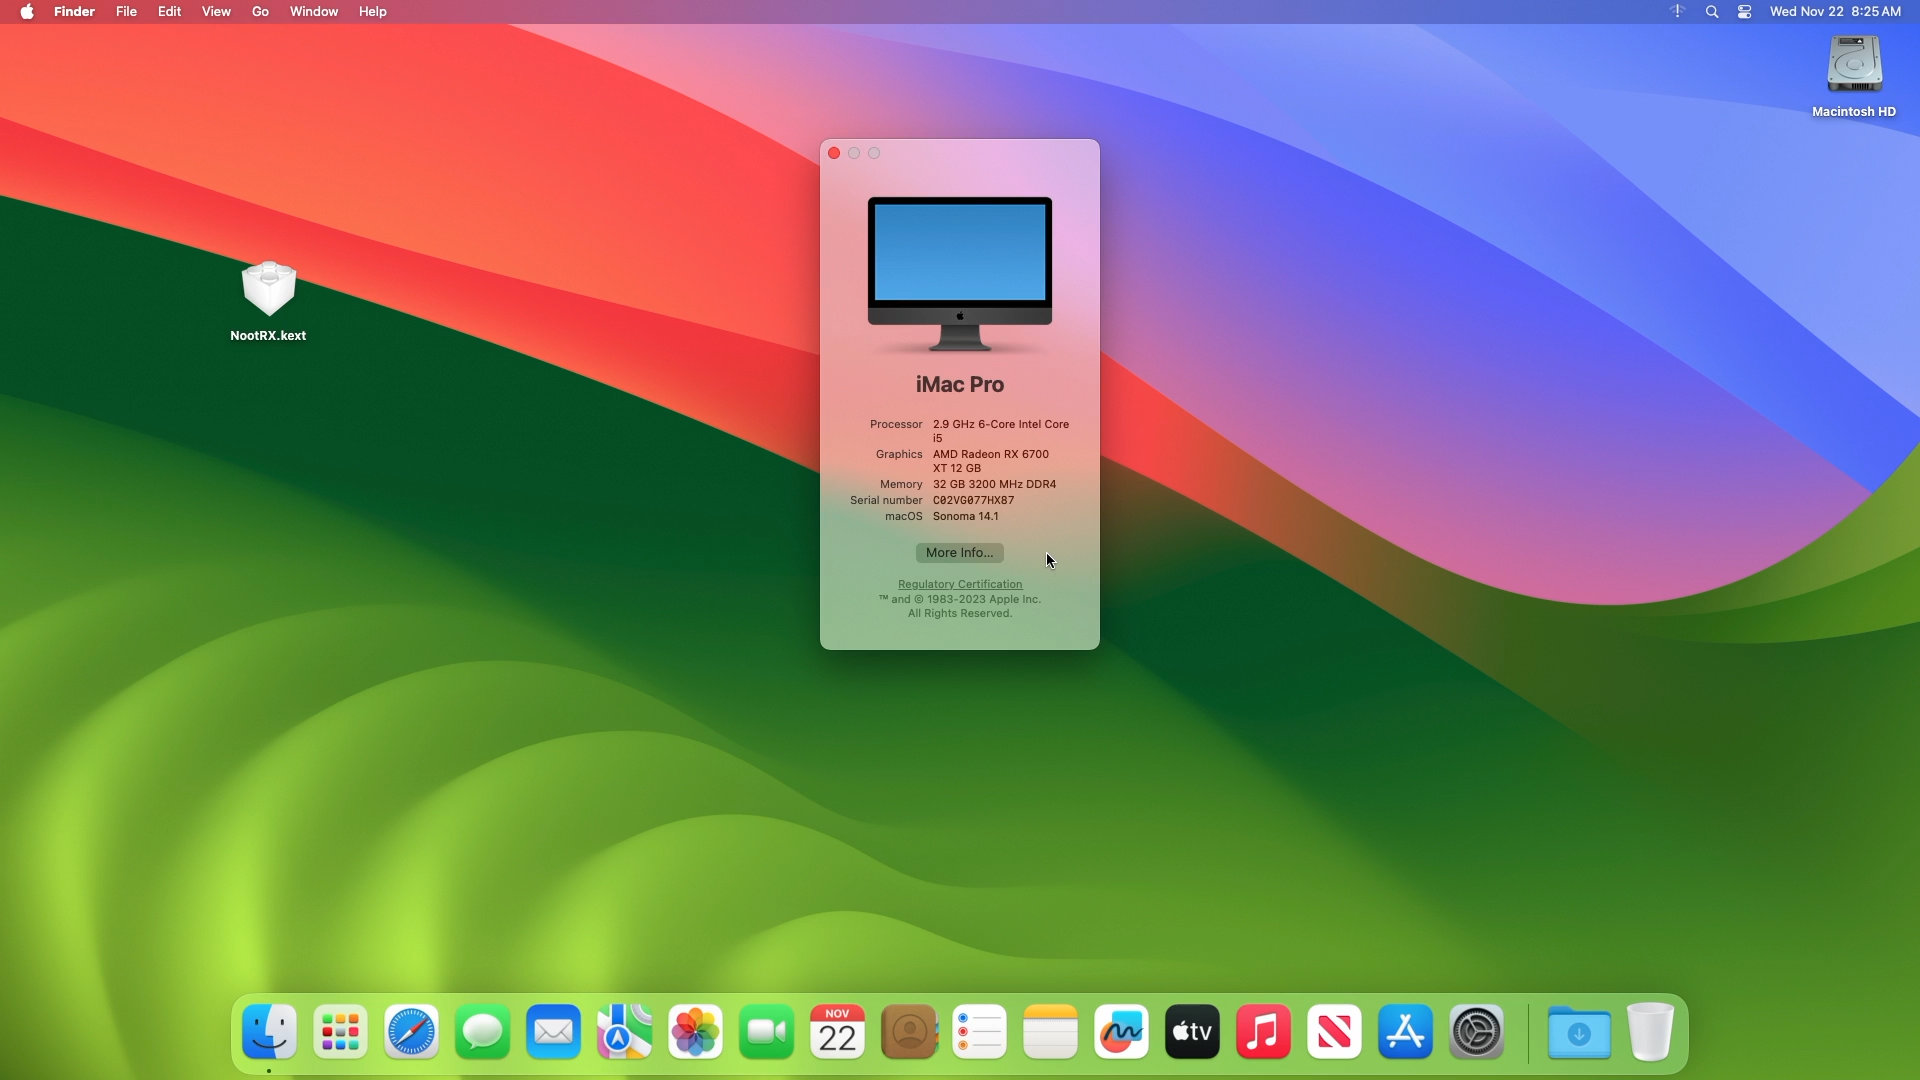 Finder File Edit View Go Window Help
Wed Nov 22 8:25 AM
Macintosh HD
NootRX.kext
iMac Pro
Processor 2.9 GHz 6-Core Intel Core
i5
Graphics AMD Radeon RX 6700
XT 12 GB
Memory 32 GB 3200 MHz DDR4
Serial number C02VG077HX87
macOS Sonoma 14.1
More Info...
Regulatory Certification
™ and © 1983-2023 Apple Inc.
All Rights Reserved.
NOV
22
tv